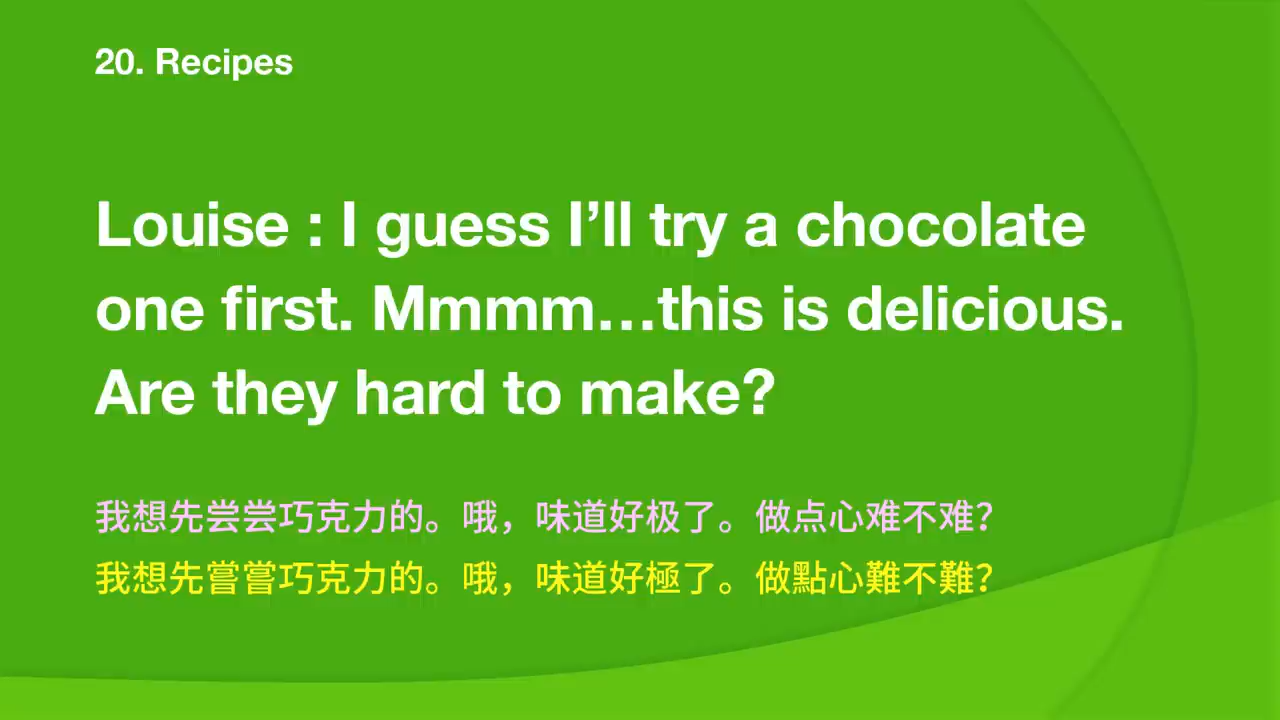 20. Recipes
Louise : I guess I’ll try a chocolate
one first. Mmmm…this is delicious.
Are they hard to make?
我想先尝尝巧克力的。哦，味道好极了。做点心难不难？
我想先嘗嘗巧克力的。哦，味道好極了。做點心難不難？